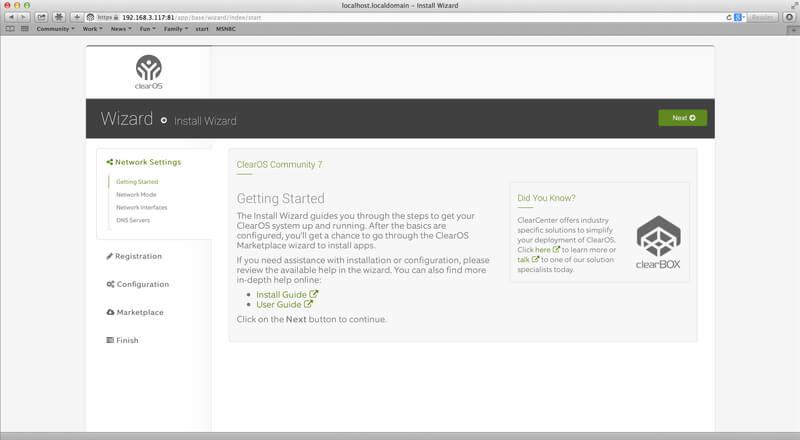 localhost.localdomain – Install Wizard
https 192.168.3.117:81/app/base/wizard/index/start
Reader
Community Work News Fun Family start MSNBC
clearOS
Wizard Install Wizard
Next
Network Settings
Getting Started
Network Mode
Network Interfaces
DNS Servers
Registration
Configuration
Marketplace
Finish
ClearOS Community 7
Getting Started
The Install Wizard guides you through the steps to get your
ClearOS system up and running. After the basics are
configured, you'll get a chance to go through the ClearOS
Marketplace wizard to install apps.
If you need assistance with installation or configuration, please
review the available help in the wizard. You can also find more
in-depth help online:
• Install Guide
• User Guide
Click on the Next button to continue.
Did You Know?
ClearCenter offers industry
specific solutions to simplify
your deployment of ClearOS.
Click here to learn more or
talk to one of our solution
specialists today.
clearBOX